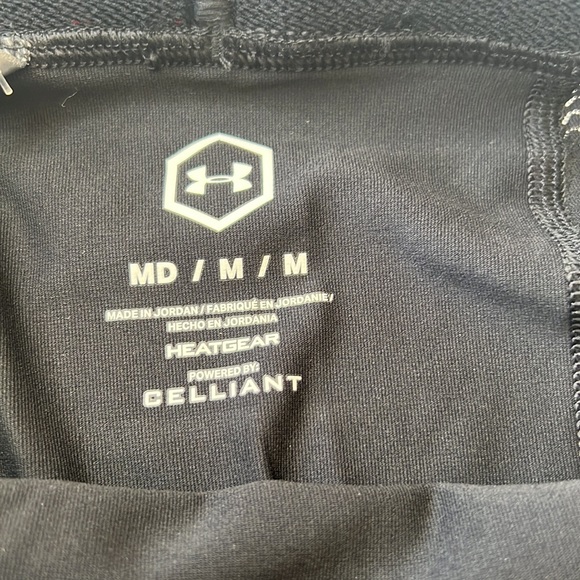 MD / M / M
MADE IN JORDAN / FABRIQUÉ EN JORDANIE /
HECHO EN JORDANIA
HEATGEAR
POWERED BY:
CELLIANT